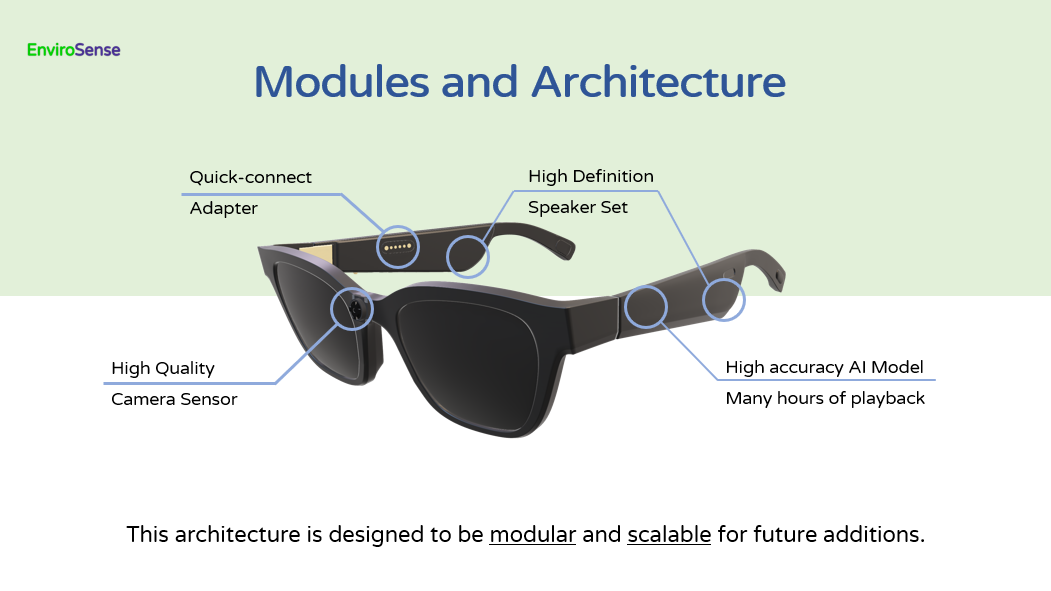 EnviroSense
Modules and Architecture
Quick-connect
Adapter
High Definition
Speaker Set
High Quality
Camera Sensor
High accuracy AI Model
Many hours of playback
This architecture is designed to be modular and scalable for future additions.